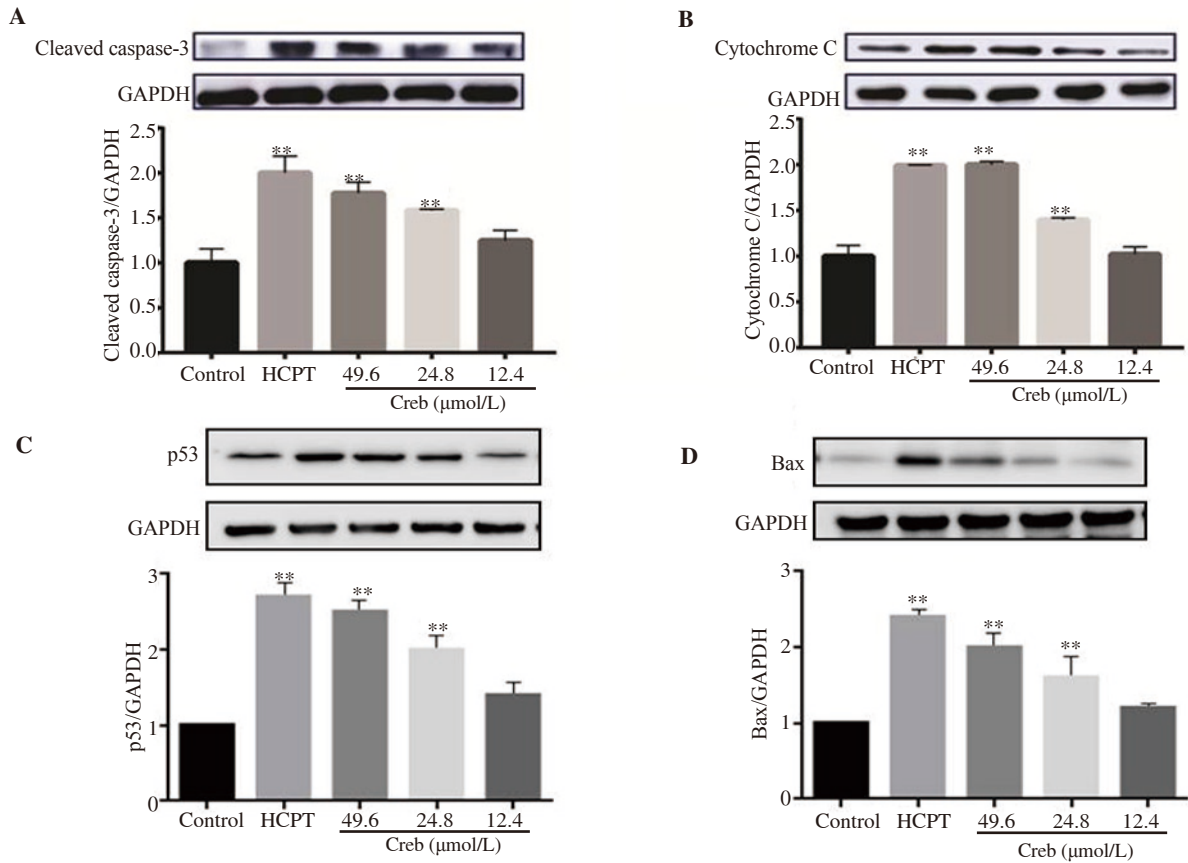 A
Cleaved caspase-3
GAPDH
Cleaved caspase-3/GAPDH
2.5
2.0
1.5
1.0
0.5
0.0
** ** **
Control HCPT 49.6 24.8 12.4
Creb (μmol/L)
B
Cytochrome C
GAPDH
Cytochrome C/GAPDH
2.5
2.0
1.5
1.0
0.5
0.0
** ** **
Control HCPT 49.6 24.8 12.4
Creb (μmol/L)
C
p53
GAPDH
p53/GAPDH
3
2
1
0
** ** **
Control HCPT 49.6 24.8 12.4
Creb (μmol/L)
D
Bax
GAPDH
Bax/GAPDH
3
2
1
0
** ** **
Control HCPT 49.6 24.8 12.4
Creb (μmol/L)